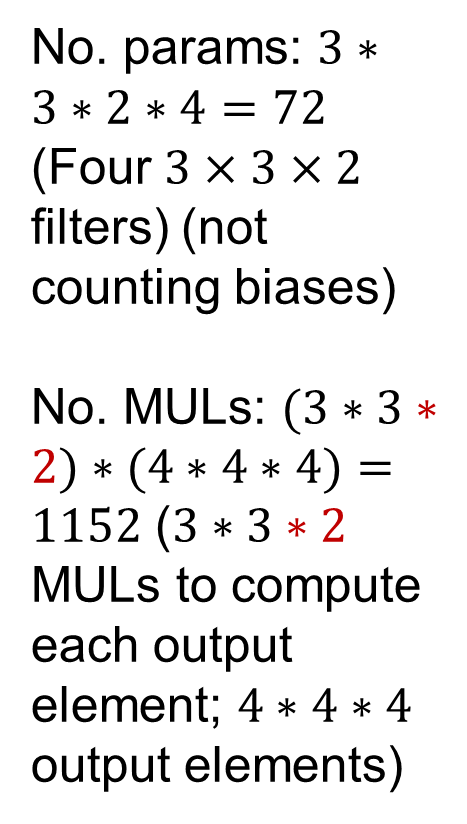 No. params: 3 ∗
3 ∗ 2 ∗ 4 = 72
(Four 3 × 3 × 2
filters) (not
counting biases)
No. MULs: (3 ∗ 3 ∗
2) ∗ (4 ∗ 4 ∗ 4) =
1152 (3 ∗ 3 ∗ 2
MULs to compute
each output
element; 4 ∗ 4 ∗ 4
output elements)